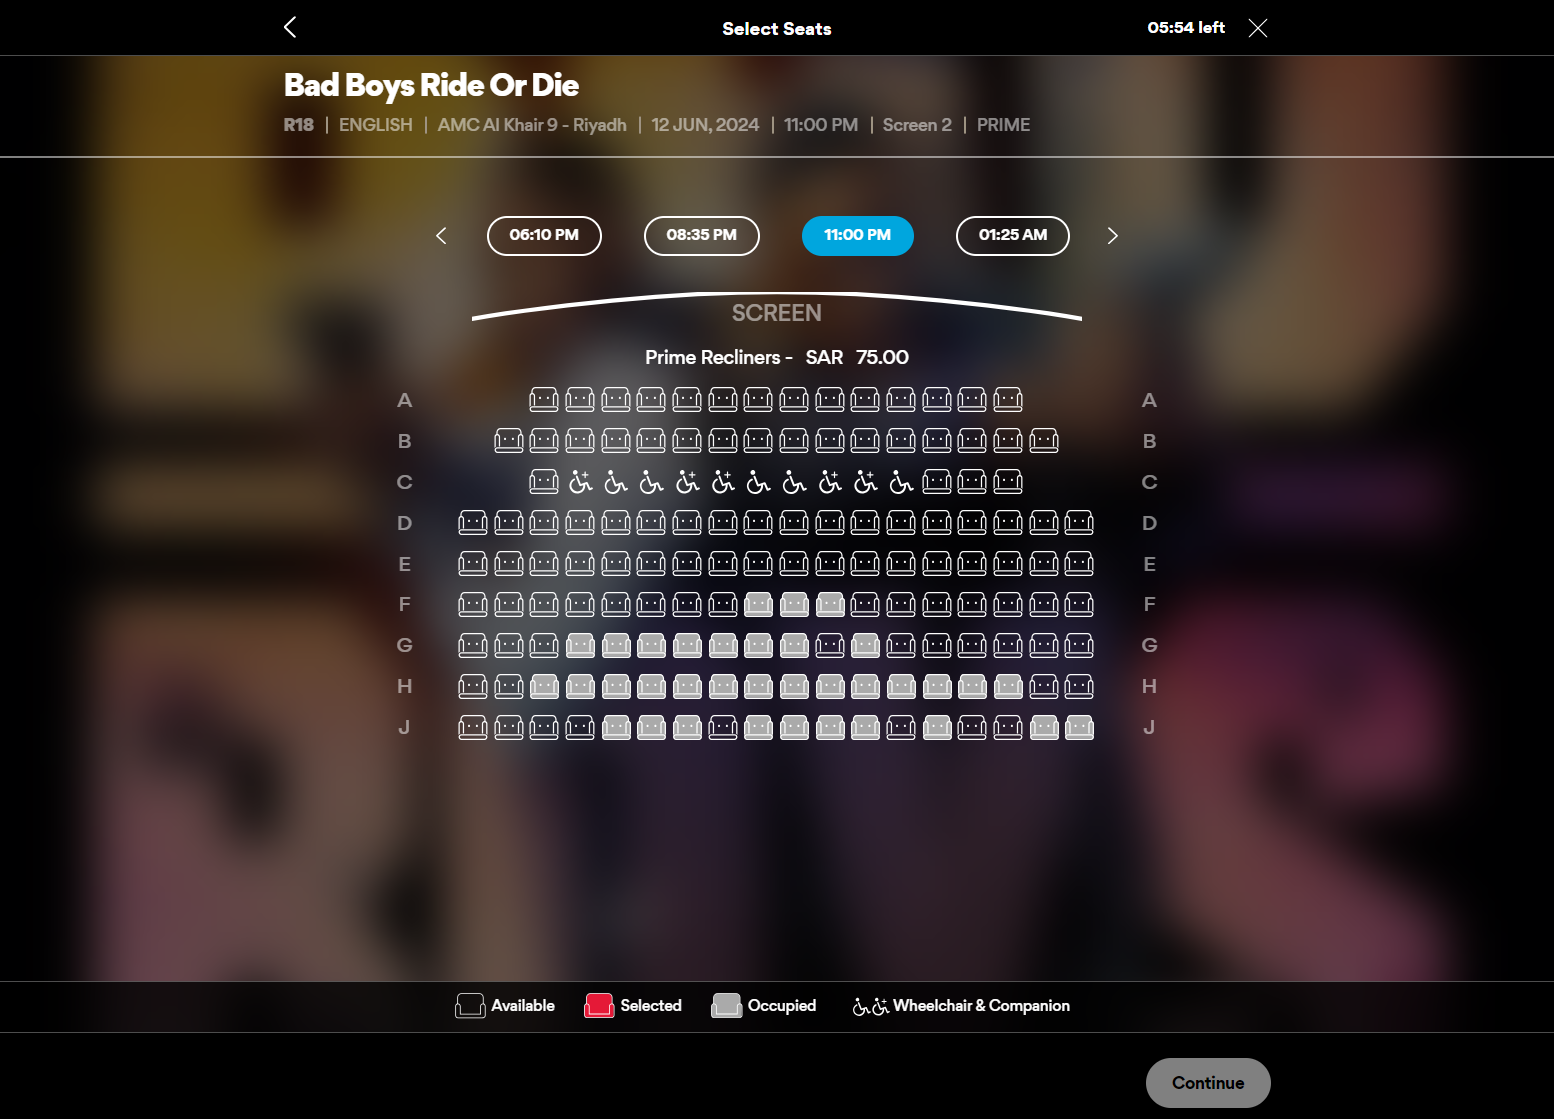 Select Seats
05:54 left
Bad Boys Ride Or Die
R18 | ENGLISH | AMC Al Khair 9 - Riyadh | 12 JUN, 2024 | 11:00 PM | Screen 2 | PRIME
06:10 PM 08:35 PM 11:00 PM 01:25 AM
SCREEN
Prime Recliners - SAR 75.00
A A
B B
C C
D D
E E
F F
G G
H H
J J
Available Selected Occupied Wheelchair & Companion
Continue